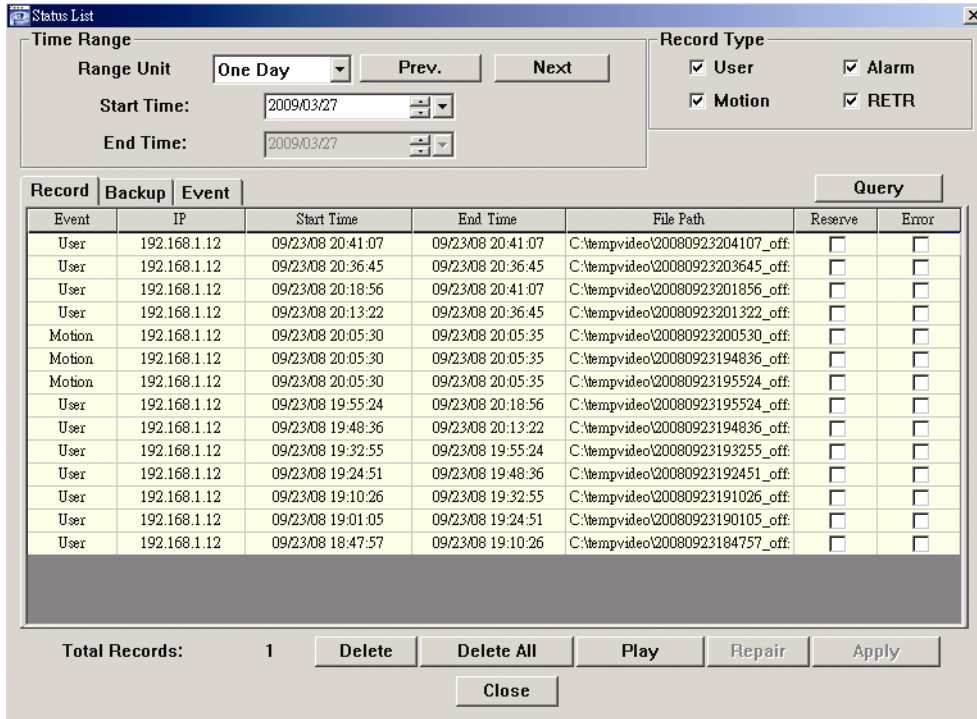 Status List
Time Range
Range Unit One Day Prev. Next
Start Time: 2009/03/27
End Time: 2009/03/27
Record Type
User Alarm
Motion RETR
Record Backup Event Query
Event IP Start Time End Time File Path Reserve Error
User 192.168.1.12 09/23/08 20:41:07 09/23/08 20:41:07 C:\tempvideo\20080923204107_off:
User 192.168.1.12 09/23/08 20:36:45 09/23/08 20:36:45 C:\tempvideo\20080923203645_off:
User 192.168.1.12 09/23/08 20:18:56 09/23/08 20:41:07 C:\tempvideo\20080923201856_off:
User 192.168.1.12 09/23/08 20:13:22 09/23/08 20:36:45 C:\tempvideo\20080923201322_off:
Motion 192.168.1.12 09/23/08 20:05:30 09/23/08 20:05:35 C:\tempvideo\20080923200530_off:
Motion 192.168.1.12 09/23/08 20:05:30 09/23/08 20:05:35 C:\tempvideo\20080923194836_off:
Motion 192.168.1.12 09/23/08 20:05:30 09/23/08 20:05:35 C:\tempvideo\20080923195524_off:
User 192.168.1.12 09/23/08 19:55:24 09/23/08 20:18:56 C:\tempvideo\20080923195524_off:
User 192.168.1.12 09/23/08 19:48:36 09/23/08 20:13:22 C:\tempvideo\20080923194836_off:
User 192.168.1.12 09/23/08 19:32:55 09/23/08 19:55:24 C:\tempvideo\20080923193255_off:
User 192.168.1.12 09/23/08 19:24:51 09/23/08 19:48:36 C:\tempvideo\20080923192451_off:
User 192.168.1.12 09/23/08 19:10:26 09/23/08 19:32:55 C:\tempvideo\20080923191026_off:
User 192.168.1.12 09/23/08 19:01:05 09/23/08 19:24:51 C:\tempvideo\20080923190105_off:
User 192.168.1.12 09/23/08 18:47:57 09/23/08 19:10:26 C:\tempvideo\20080923184757_off:
Total Records: 1 Delete Delete All Play Repair Apply
Close